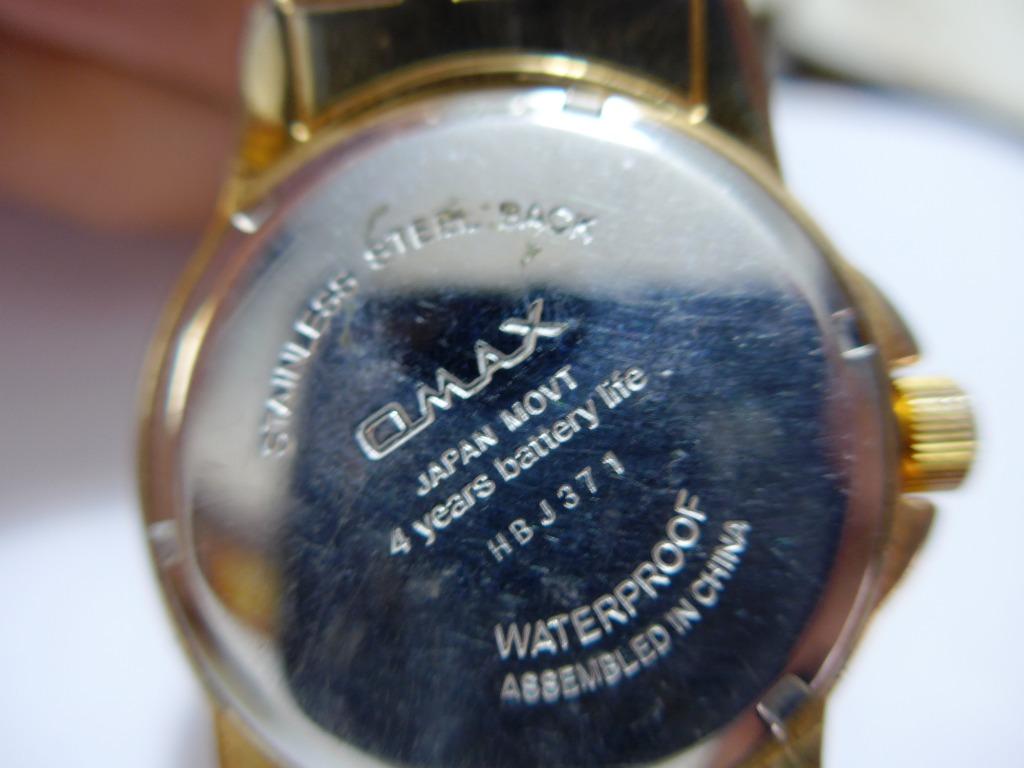 STAINLESS STEEL BACK
OMAX
JAPAN MOVT
4 years battery life
HBJ371
WATERPROOF
ASSEMBLED IN CHINA